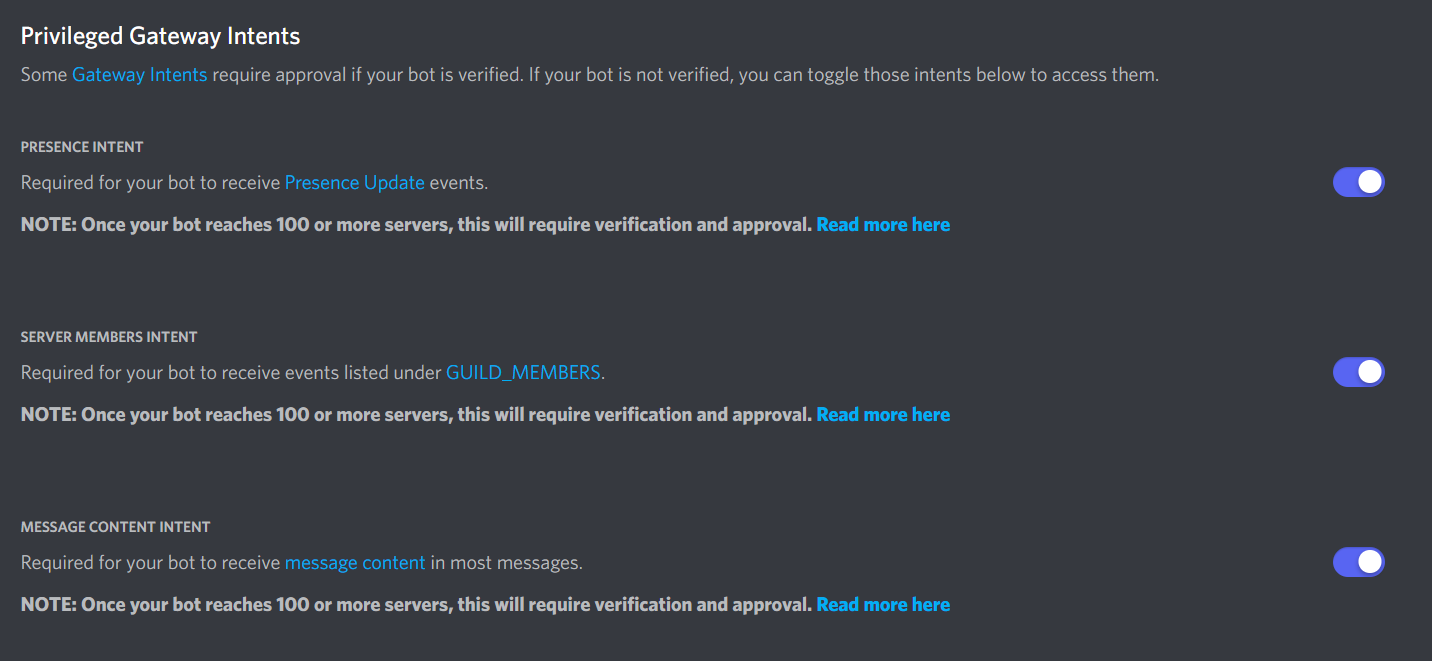 Privileged Gateway Intents
Some Gateway Intents require approval if your bot is verified. If your bot is not verified, you can toggle those intents below to access them.
PRESENCE INTENT
Required for your bot to receive Presence Update events.
NOTE: Once your bot reaches 100 or more servers, this will require verification and approval. Read more here
SERVER MEMBERS INTENT
Required for your bot to receive events listed under GUILD_MEMBERS.
NOTE: Once your bot reaches 100 or more servers, this will require verification and approval. Read more here
MESSAGE CONTENT INTENT
Required for your bot to receive message content in most messages.
NOTE: Once your bot reaches 100 or more servers, this will require verification and approval. Read more here